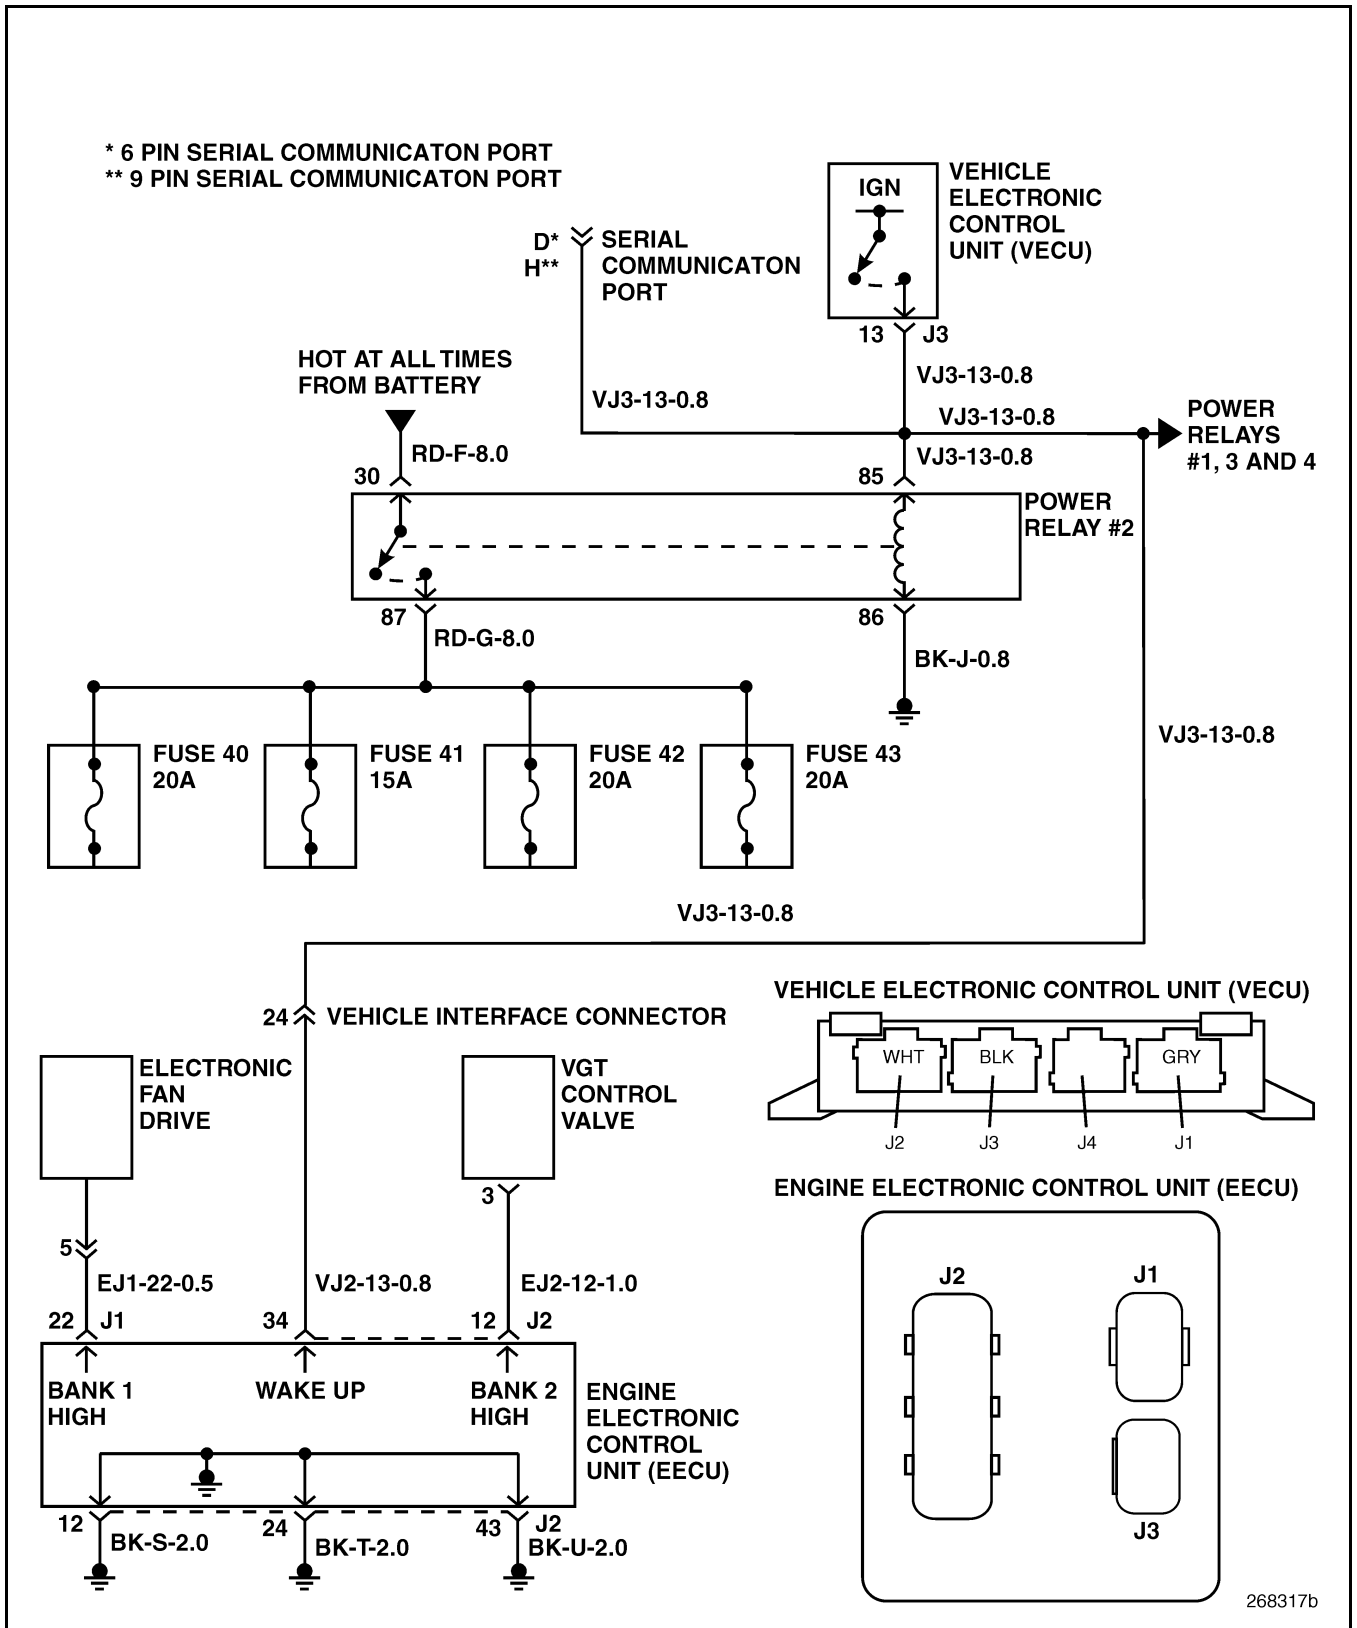 * 6 PIN SERIAL COMMUNICATON PORT
** 9 PIN SERIAL COMMUNICATON PORT
D*
H**
SERIAL
COMMUNICATON
PORT
IGN
VEHICLE
ELECTRONIC
CONTROL
UNIT (VECU)
13 J3
HOT AT ALL TIMES
FROM BATTERY
VJ3-13-0.8
VJ3-13-0.8
VJ3-13-0.8
VJ3-13-0.8
POWER
RELAYS
#1, 3 AND 4
RD-F-8.0
30
85
POWER
RELAY #2
87
86
RD-G-8.0
BK-J-0.8
VJ3-13-0.8
FUSE 40
20A
FUSE 41
15A
FUSE 42
20A
FUSE 43
20A
VJ3-13-0.8
24 VEHICLE INTERFACE CONNECTOR
ELECTRONIC
FAN
DRIVE
VGT
CONTROL
VALVE
3
5
EJ1-22-0.5
VJ2-13-0.8
EJ2-12-1.0
22 J1
34
12 J2
BANK 1
HIGH
WAKE UP
BANK 2
HIGH
ENGINE
ELECTRONIC
CONTROL
UNIT (EECU)
12
24
43 J2
BK-S-2.0
BK-T-2.0
BK-U-2.0
VEHICLE ELECTRONIC CONTROL UNIT (VECU)
WHT
BLK
GRY
J2
J3
J4
J1
ENGINE ELECTRONIC CONTROL UNIT (EECU)
J2
J1
J3
268317b